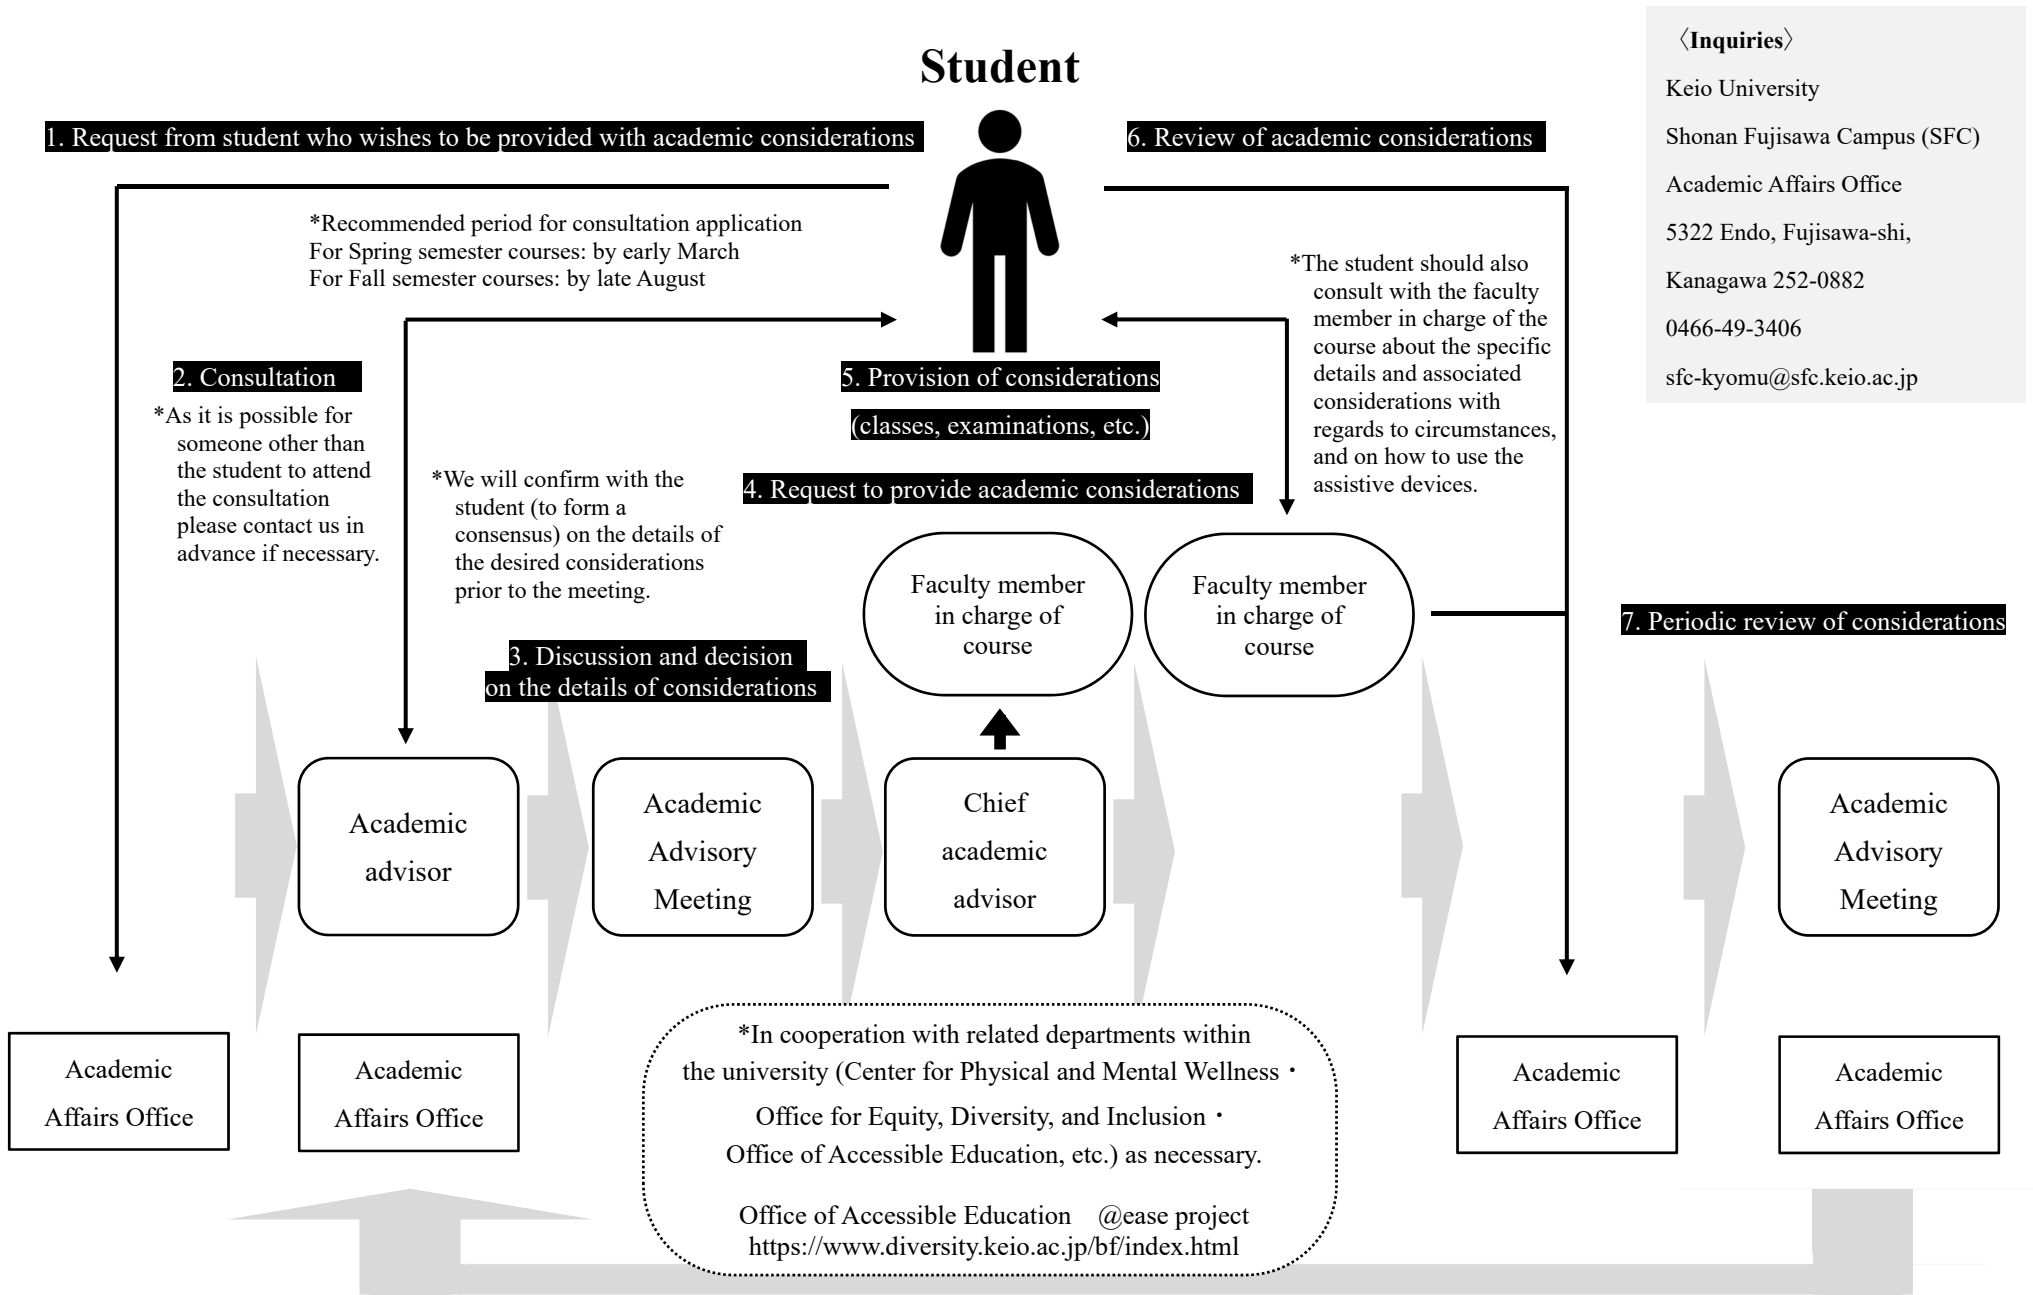 Student
1. Request from student who wishes to be provided with academic considerations
6. Review of academic considerations
〈Inquiries〉
Keio University
Shonan Fujisawa Campus (SFC)
Academic Affairs Office
5322 Endo, Fujisawa-shi,
Kanagawa 252-0882
0466-49-3406
sfc-kyomu@sfc.keio.ac.jp
*Recommended period for consultation application
For Spring semester courses: by early March
For Fall semester courses: by late August
*The student should also
consult with the faculty
member in charge of the
course about the specific
details and associated
considerations with
regards to circumstances,
and on how to use the
assistive devices.
2. Consultation
*As it is possible for
someone other than
the student to attend
the consultation
please contact us in
advance if necessary.
*We will confirm with the
student (to form a
consensus) on the details of
the desired considerations
prior to the meeting.
5. Provision of considerations
(classes, examinations, etc.)
4. Request to provide academic considerations
Faculty member
in charge of
course
Faculty member
in charge of
course
7. Periodic review of considerations
3. Discussion and decision
on the details of considerations
Academic
advisor
Academic
Advisory
Meeting
Chief
academic
advisor
Academic
Advisory
Meeting
Academic
Affairs Office
Academic
Affairs Office
*In cooperation with related departments within
the university (Center for Physical and Mental Wellness・
Office for Equity, Diversity, and Inclusion・
Office of Accessible Education, etc.) as necessary.
Office of Accessible Education　@ease project
https://www.diversity.keio.ac.jp/bf/index.html
Academic
Affairs Office
Academic
Affairs Office